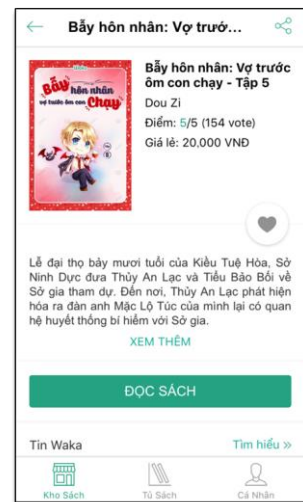 Bẫy hôn nhân: Vợ trướ...
Bẫy
hôn nhân
vợ trước ôm con
Chạy
Bẫy hôn nhân: Vợ trước
ôm con chạy - Tập 5
Dou Zi
Điểm: 5/5 (154 vote)
Giá lẻ: 20,000 VNĐ
Lễ đại thọ bảy mươi tuổi của Kiều Tuệ Hòa, Sở
Ninh Dực đưa Thủy An Lạc và Tiểu Bảo Bối về
Sở gia tham dự. Đến nơi, Thủy An Lạc phát hiện
hóa ra đàn anh Mặc Lộ Túc của mình lại có quan
hệ huyết thống bí hiểm với Sở gia.
XEM THÊM
ĐỌC SÁCH
Tin Waka
Tìm hiểu »
Kho Sách
Tủ Sách
Cá Nhân